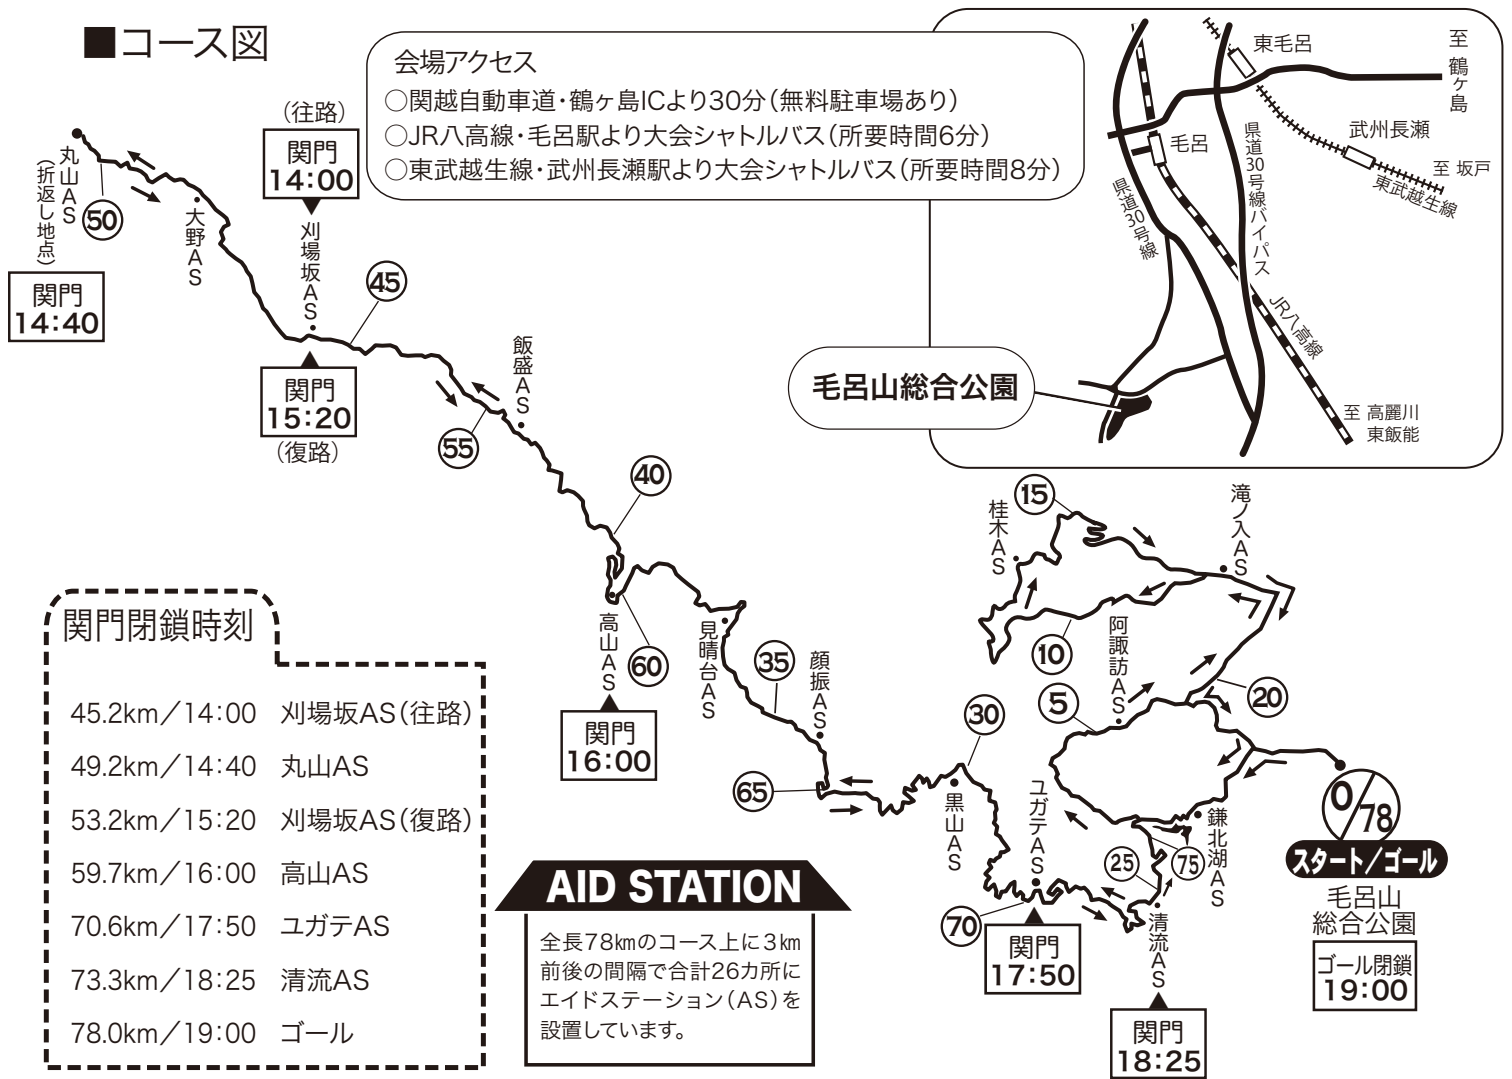 ■コース図
会場アクセス
○関越自動車道・鶴ヶ島ICより30分（無料駐車場あり）
○JR八高線・毛呂駅より大会シャトルバス（所要時間6分）
○東武越生線・武州長瀬駅より大会シャトルバス（所要時間8分）
東毛呂
至 鶴ヶ島
毛呂
武州長瀬
至 坂戸
東武越生線
県道30号線
県道30号線バイパス
JR八高線
至 高麗川
東飯能
毛呂山総合公園
（往路）
関門
14:00
刈場坂AS
丸山AS
（折返し地点）
関門
14:40
50
大野AS
45
関門
15:20
（復路）
飯盛AS
55
40
高山AS
60
関門
16:00
見晴台AS
35
顔振AS
65
30
黒山AS
ユガテAS
70
関門
17:50
桂木AS
15
滝ノ入AS
10
阿諏訪AS
5
20
鎌北湖AS
25
75
清流AS
関門
18:25
0/78
スタート／ゴール
毛呂山
総合公園
ゴール閉鎖
19:00
関門閉鎖時刻
45.2km／14:00 刈場坂AS（往路）
49.2km／14:40 丸山AS
53.2km／15:20 刈場坂AS（復路）
59.7km／16:00 高山AS
70.6km／17:50 ユガテAS
73.3km／18:25 清流AS
78.0km／19:00 ゴール
AID STATION
全長78kmのコース上に3km
前後の間隔で合計26カ所に
エイドステーション（AS）を
設置しています。